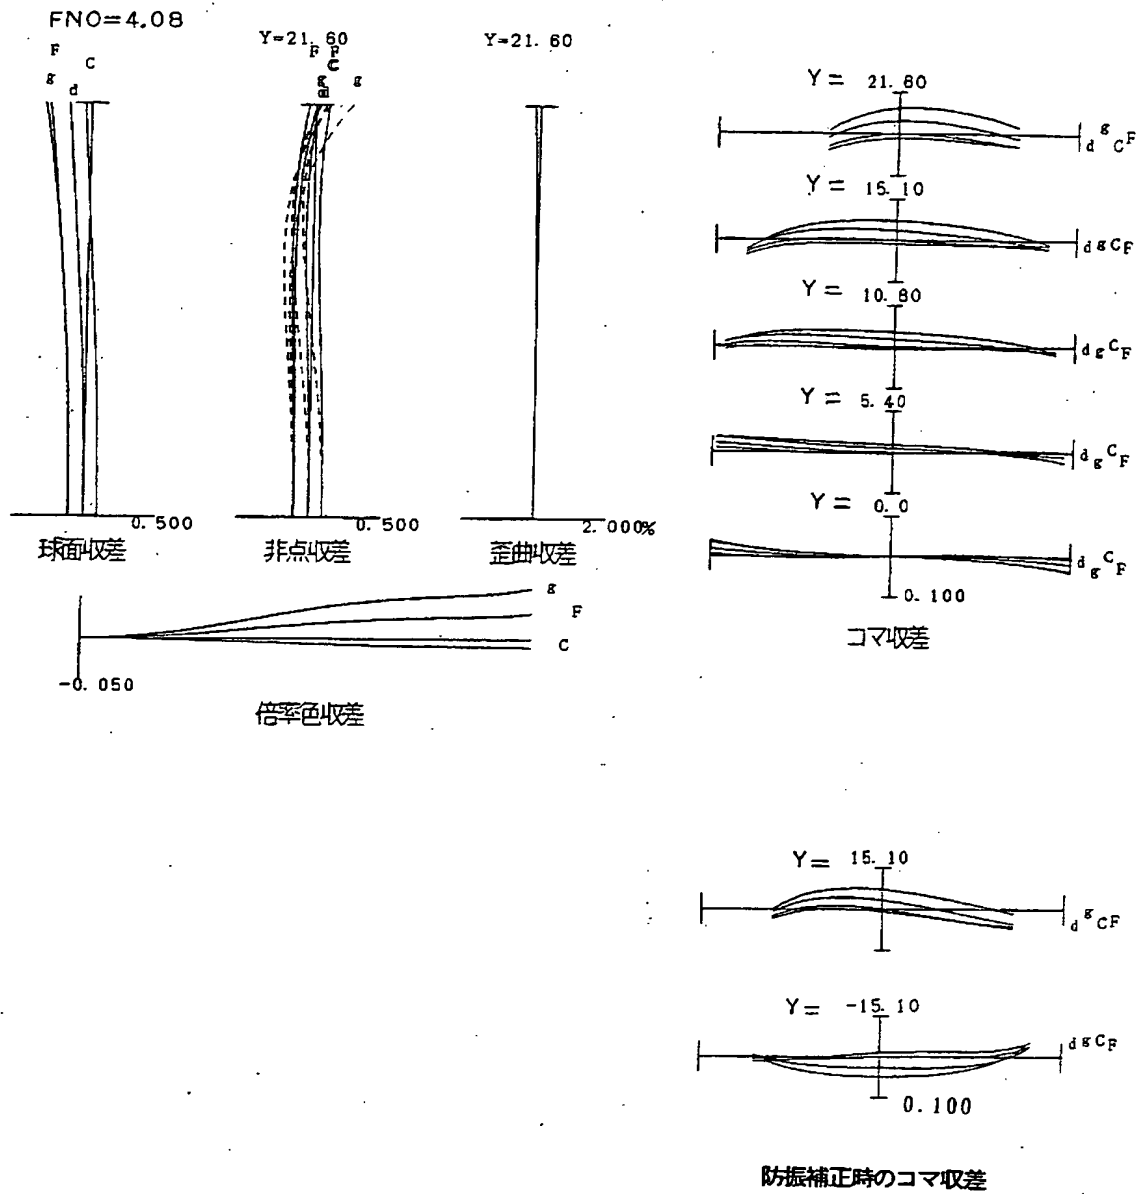 FNO=4.08
F
g
d
C
0.500
球面収差
Y=21.60
F
F
C
g
g
0.500
非点収差
Y=21.60
2.000%
歪曲収差
g
F
C
-0.050
倍率色収差
Y= 21.80
d g C F
Y= 15.10
d g C F
Y= 10.80
d g C F
Y= 5.40
d g C F
Y= 0.0
d g C F
0.100
コマ収差
Y= 15.10
d g C F
Y= -15.10
d g C F
0.100
防振補正時のコマ収差